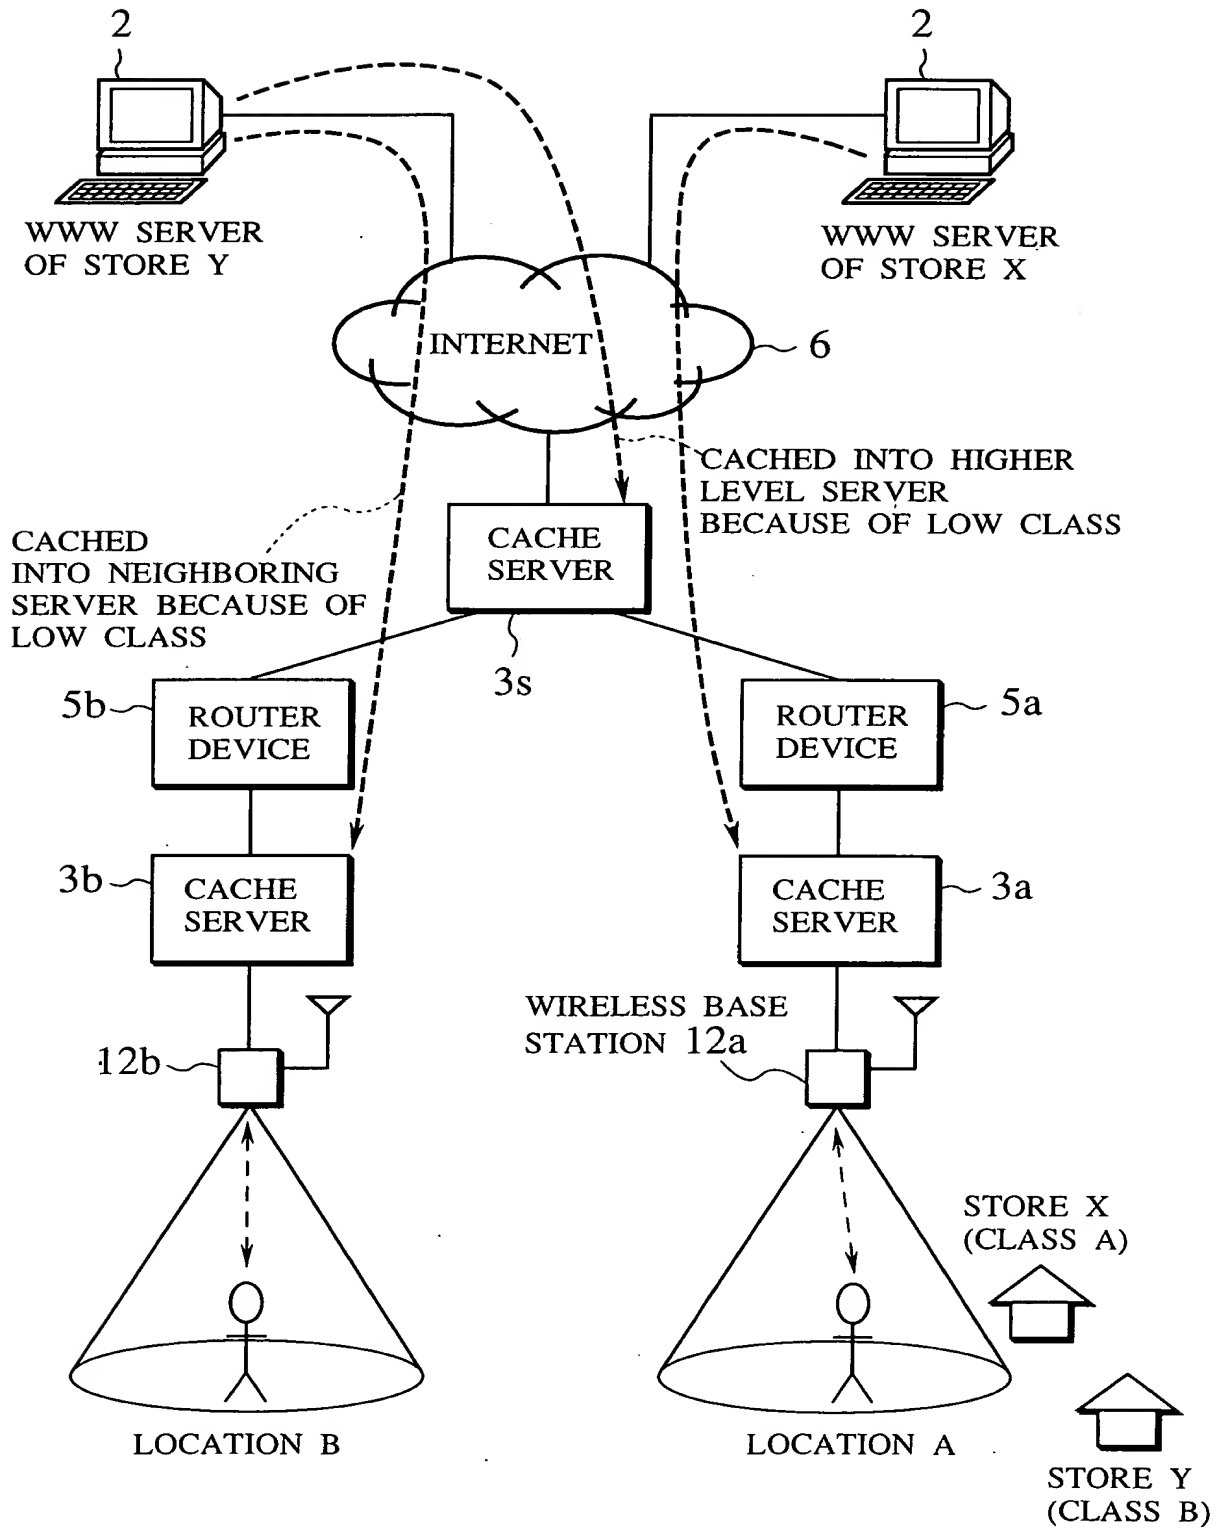 2
2
WWW SERVER
OF STORE Y
WWW SERVER
OF STORE X
INTERNET
6
CACHED INTO HIGHER
LEVEL SERVER
BECAUSE OF LOW CLASS
CACHE
SERVER
CACHED
INTO NEIGHBORING
SERVER BECAUSE OF
LOW CLASS
3s
5b
ROUTER
DEVICE
ROUTER
DEVICE
5a
3b
CACHE
SERVER
CACHE
SERVER
3a
WIRELESS BASE
STATION 12a
12b
STORE X
(CLASS A)
LOCATION B
LOCATION A
STORE Y
(CLASS B)